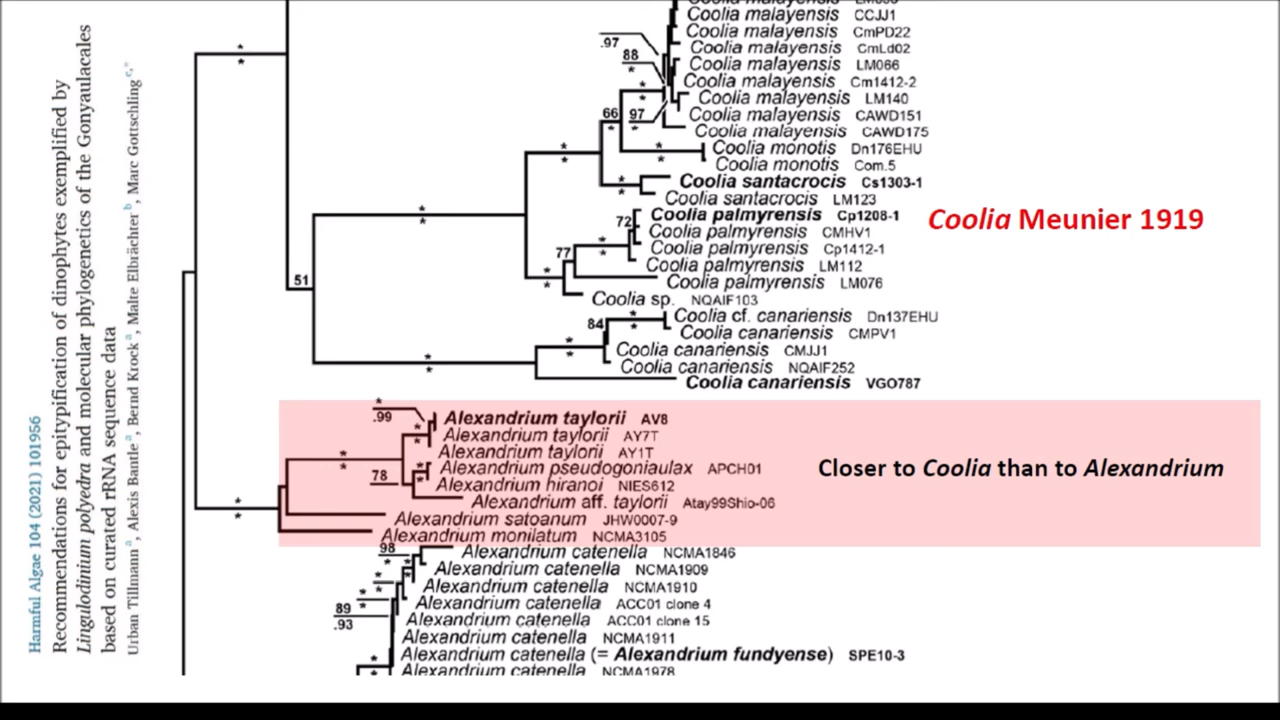 Harmful Algae 104 (2021) 101956
Recommendations for epitypification of dinophytes exemplified by
Lingulodinium polyedra and molecular phylogenetics of the Gonyaulacales
based on curated rRNA sequence data
Urban Tillmann a, Alexis Bantle a, Bernd Krock a, Malte Elbrächter b, Marc Gottschling c,*
Coolia malayensis CCJJ1
Coolia malayensis CmPD22
Coolia malayensis CmLd02
Coolia malayensis LM066
Coolia malayensis Cm1412-2
Coolia malayensis LM140
Coolia malayensis CAWD151
Coolia malayensis CAWD175
Coolia monotis Dn176EHU
Coolia monotis Com.5
Coolia santacrocis Cs1303-1
Coolia santacrocis LM123
Coolia palmyrensis Cp1208-1
Coolia palmyrensis CMHV1
Coolia palmyrensis Cp1412-1
Coolia palmyrensis LM112
Coolia palmyrensis LM076
Coolia sp. NQAIF103
Coolia cf. canariensis Dn137EHU
Coolia canariensis CMPV1
Coolia canariensis CMJJ1
Coolia canariensis NQAIF252
Coolia canariensis VGO787
Alexandrium taylorii AV8
Alexandrium taylorii AY7T
Alexandrium taylorii AY1T
Alexandrium pseudogoniaulax APCH01
Alexandrium hiranoi NIES612
Alexandrium aff. taylorii Atay99Shio-06
Alexandrium satoanum JHW0007-9
Alexandrium monilatum NCMA3105
Alexandrium catenella NCMA1846
Alexandrium catenella NCMA1909
Alexandrium catenella NCMA1910
Alexandrium catenella ACC01 clone 4
Alexandrium catenella ACC01 clone 15
Alexandrium catenella NCMA1911
Alexandrium catenella (= Alexandrium fundyense) SPE10-3
Alexandrium catenella NCMA1978
.97
88
97
66
72
77
51
84
.99
78
98
89
.93
Coolia Meunier 1919
Closer to Coolia than to Alexandrium